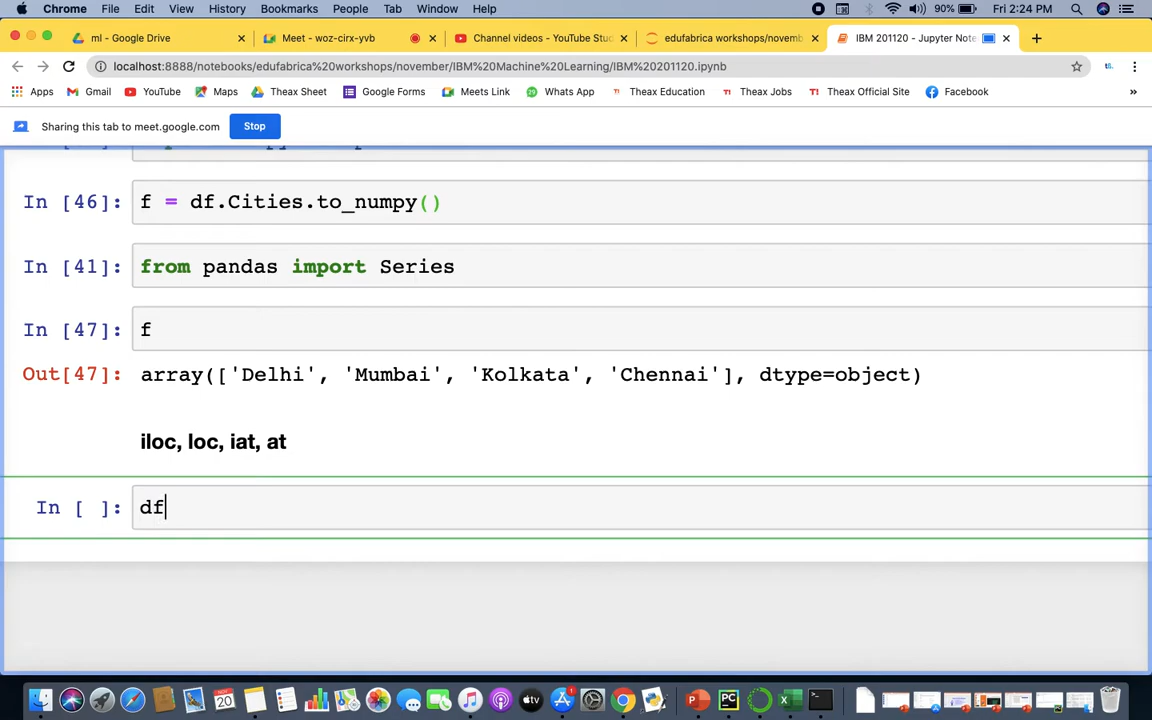 Chrome File Edit View History Bookmarks People Tab Window Help 90% Fri 2:24 PM
ml - Google Drive Meet - woz-cirx-yvb Channel videos - YouTube Stu edufabrica workshops/novemb IBM 201120 - Jupyter Note
localhost:8888/notebooks/edufabrica%20workshops/november/IBM%20Machine%20Learning/IBM%20201120.ipynb
Apps Gmail YouTube Maps Theax Sheet Google Forms Meets Link Whats App Theax Education Theax Jobs Theax Official Site Facebook »
Sharing this tab to meet.google.com Stop
In [46]: f = df.Cities.to_numpy()
In [41]: from pandas import Series
In [47]: f
Out[47]: array(['Delhi', 'Mumbai', 'Kolkata', 'Chennai'], dtype=object)
iloc, loc, iat, at
In [ ]: df